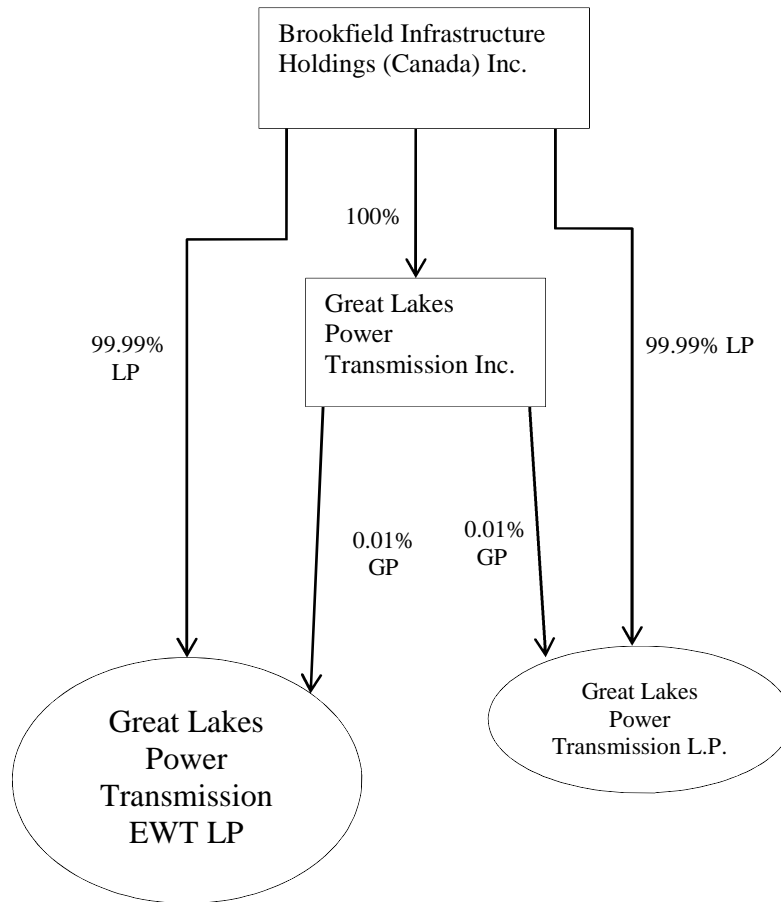 Brookfield Infrastructure
Holdings (Canada) Inc.
100%
Great Lakes
Power
Transmission Inc.
99.99%
LP
99.99% LP
0.01%
GP
0.01%
GP
Great Lakes
Power
Transmission
EWT LP
Great Lakes
Power
Transmission L.P.